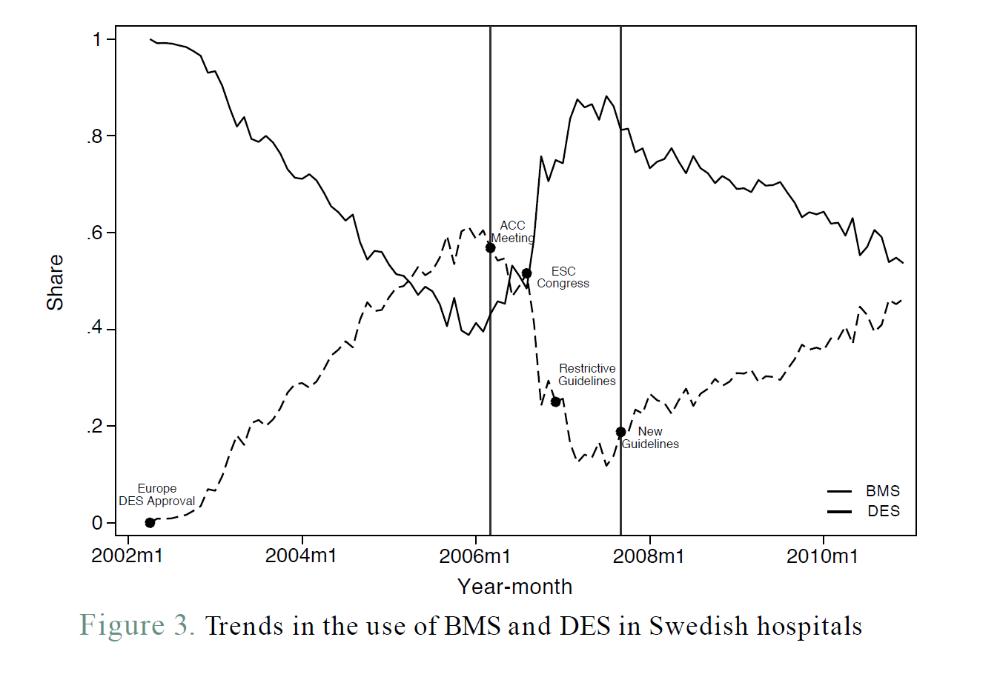 1
.8
.6
.4
.2
0
Share
ACC
Meeting
ESC
Congress
Restrictive
Guidelines
New
Guidelines
Europe
DES Approval
BMS
DES
2002m1 2004m1 2006m1 2008m1 2010m1
Year-month
Figure 3. Trends in the use of BMS and DES in Swedish hospitals